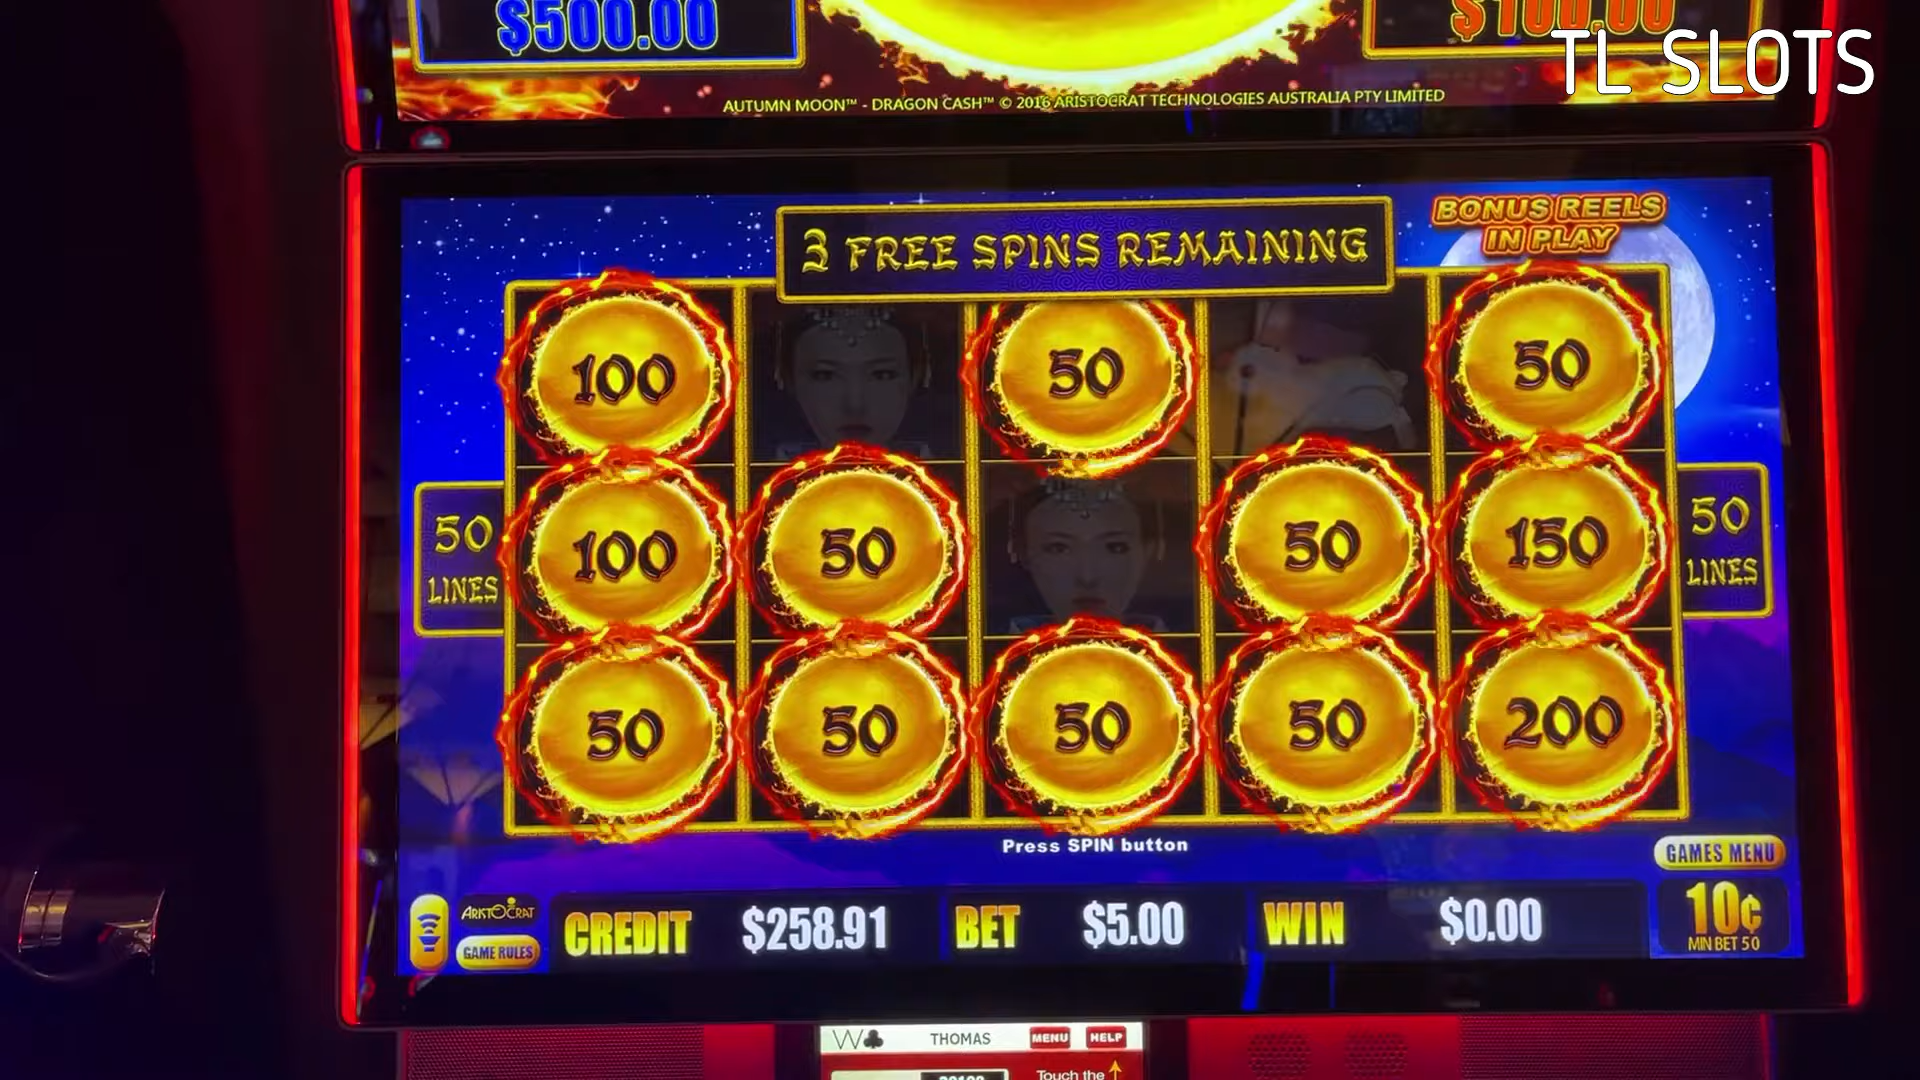 $500.00
$100.00
TL SLOTS
AUTUMN MOON™ - DRAGON CASH™ © 2016 ARISTOCRAT TECHNOLOGIES AUSTRALIA PTY LIMITED
BONUS REELS
IN PLAY
3 FREE SPINS REMAINING
100
50
50
50
LINES
100
50
50
150
50
LINES
50
50
50
50
200
Press SPIN button
GAMES MENU
ARISTOCRAT
GAME RULES
CREDIT $258.91 BET $5.00 WIN $0.00
10¢
MIN BET 50
W♣ THOMAS MENU HELP
Touch the